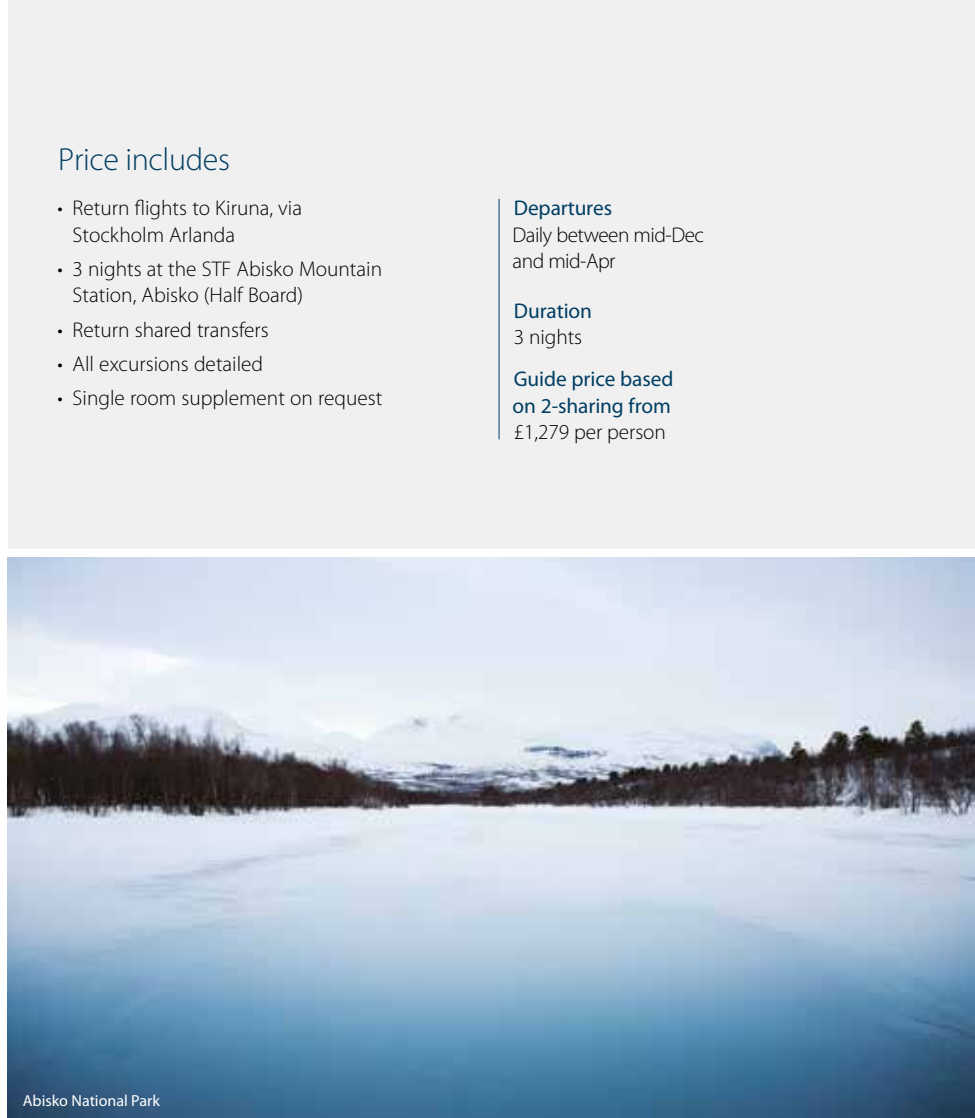 Price includes
• Return flights to Kiruna, via
Stockholm Arlanda
• 3 nights at the STF Abisko Mountain
Station, Abisko (Half Board)
• Return shared transfers
• All excursions detailed
• Single room supplement on request
Departures
Daily between mid-Dec
and mid-Apr
Duration
3 nights
Guide price based
on 2-sharing from
£1,279 per person
Abisko National Park